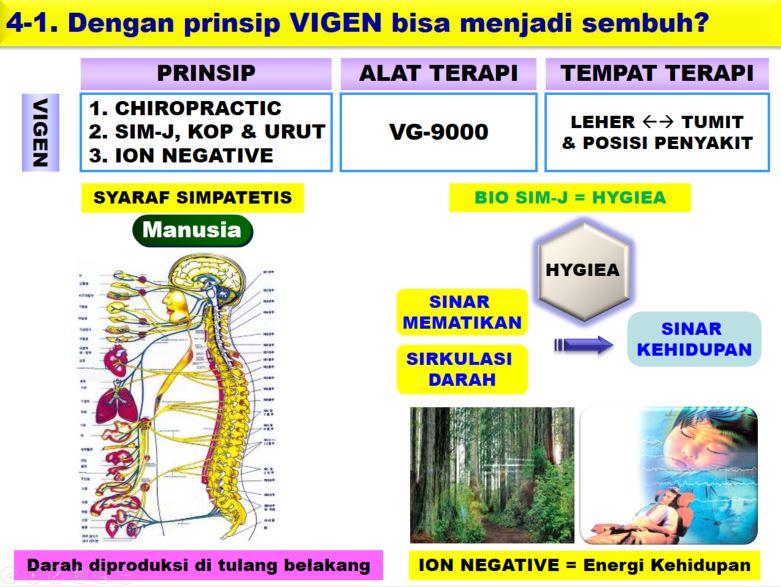 4-1. Dengan prinsip VIGEN bisa menjadi sembuh?
PRINSIP
ALAT TERAPI
TEMPAT TERAPI
VIGEN
1. CHIROPRACTIC
2. SIM-J, KOP & URUT
3. ION NEGATIVE
VG-9000
LEHER ←→ TUMIT
& POSISI PENYAKIT
SYARAF SIMPATETIS
BIO SIM-J = HYGIEA
Manusia
HYGIEA
SINAR
MEMATIKAN
SINAR
KEHIDUPAN
SIRKULASI
DARAH
Darah diproduksi di tulang belakang
ION NEGATIVE = Energi Kehidupan